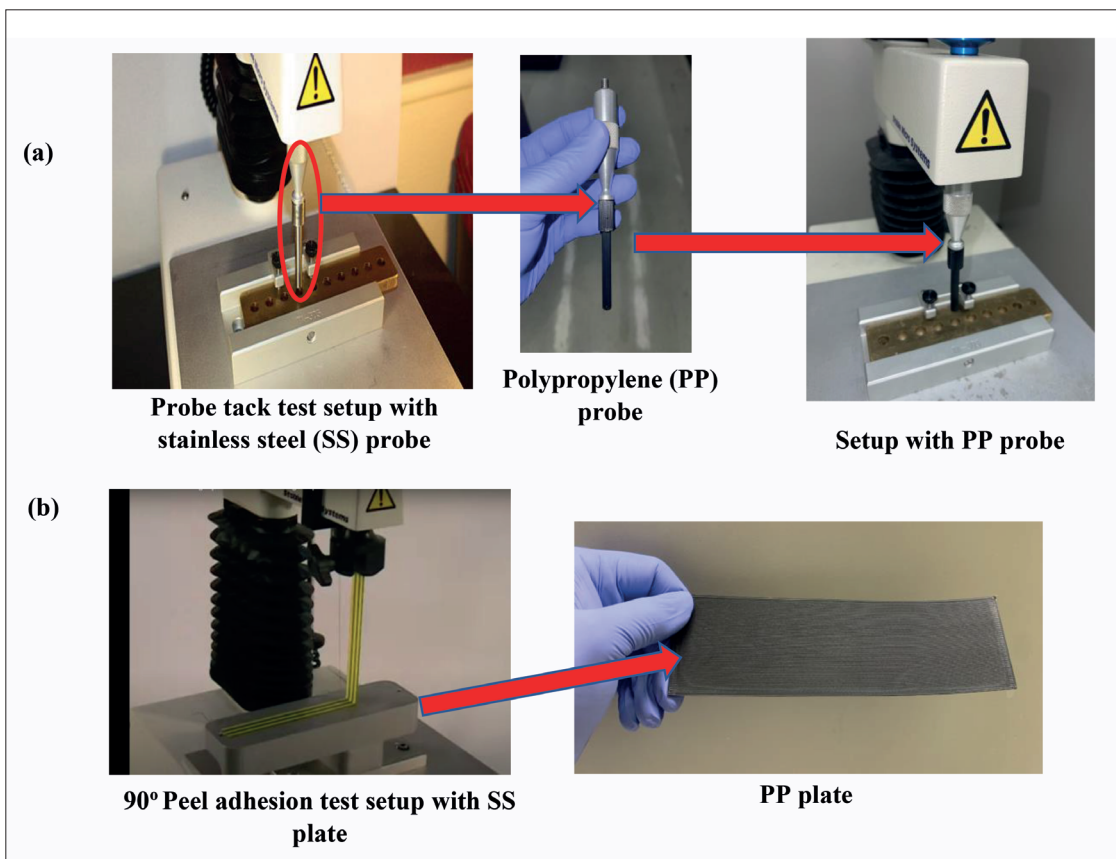 (a)
Systems
Probe tack test setup with
stainless steel (SS) probe
Polypropylene (PP)
probe
Setup with PP probe
(b)
90º Peel adhesion test setup with SS
plate
PP plate